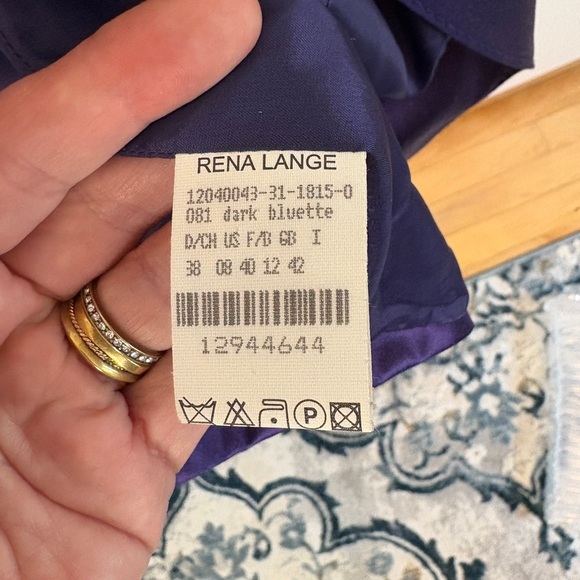 RENA LANGE
12040043-31-1815-0
081 dark bluette
D/CH US F/B GB I
38 08 40 12 42
12944644
P